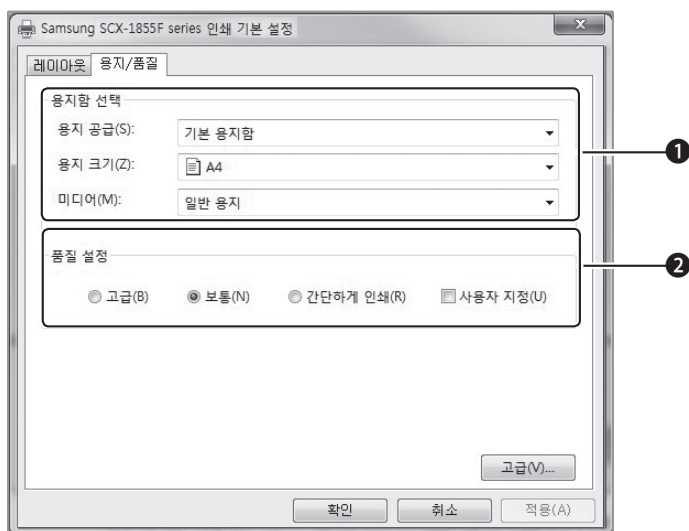 Samsung SCX-1855F series 인쇄 기본 설정
레이아웃 용지/품질
용지함 선택
용지 공급(S): 기본 용지함
❶
용지 크기(Z): A4
미디어(M): 일반 용지
품질 설정
❷
고급(B) 보통(N) 간단하게 인쇄(R) 사용자 지정(U)
고급(V)...
확인 취소 적용(A)